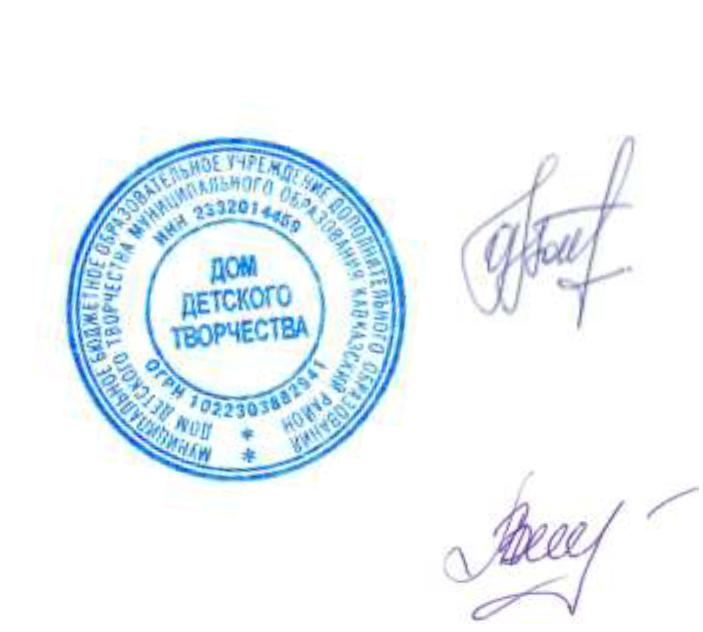 МУНИЦИПАЛЬНОЕ БЮДЖЕТНОЕ ОБРАЗОВАТЕЛЬНОЕ УЧРЕЖДЕНИЕ ДОПОЛНИТЕЛЬНОГО ОБРАЗОВАНИЯ
ДОМ ДЕТСКОГО ТВОРЧЕСТВА МУНИЦИПАЛЬНОГО ОБРАЗОВАНИЯ КАВКАЗСКИЙ РАЙОН
ИНН 2332014459
ДОМ
ДЕТСКОГО
ТВОРЧЕСТВА
ОГРН 1022303882941